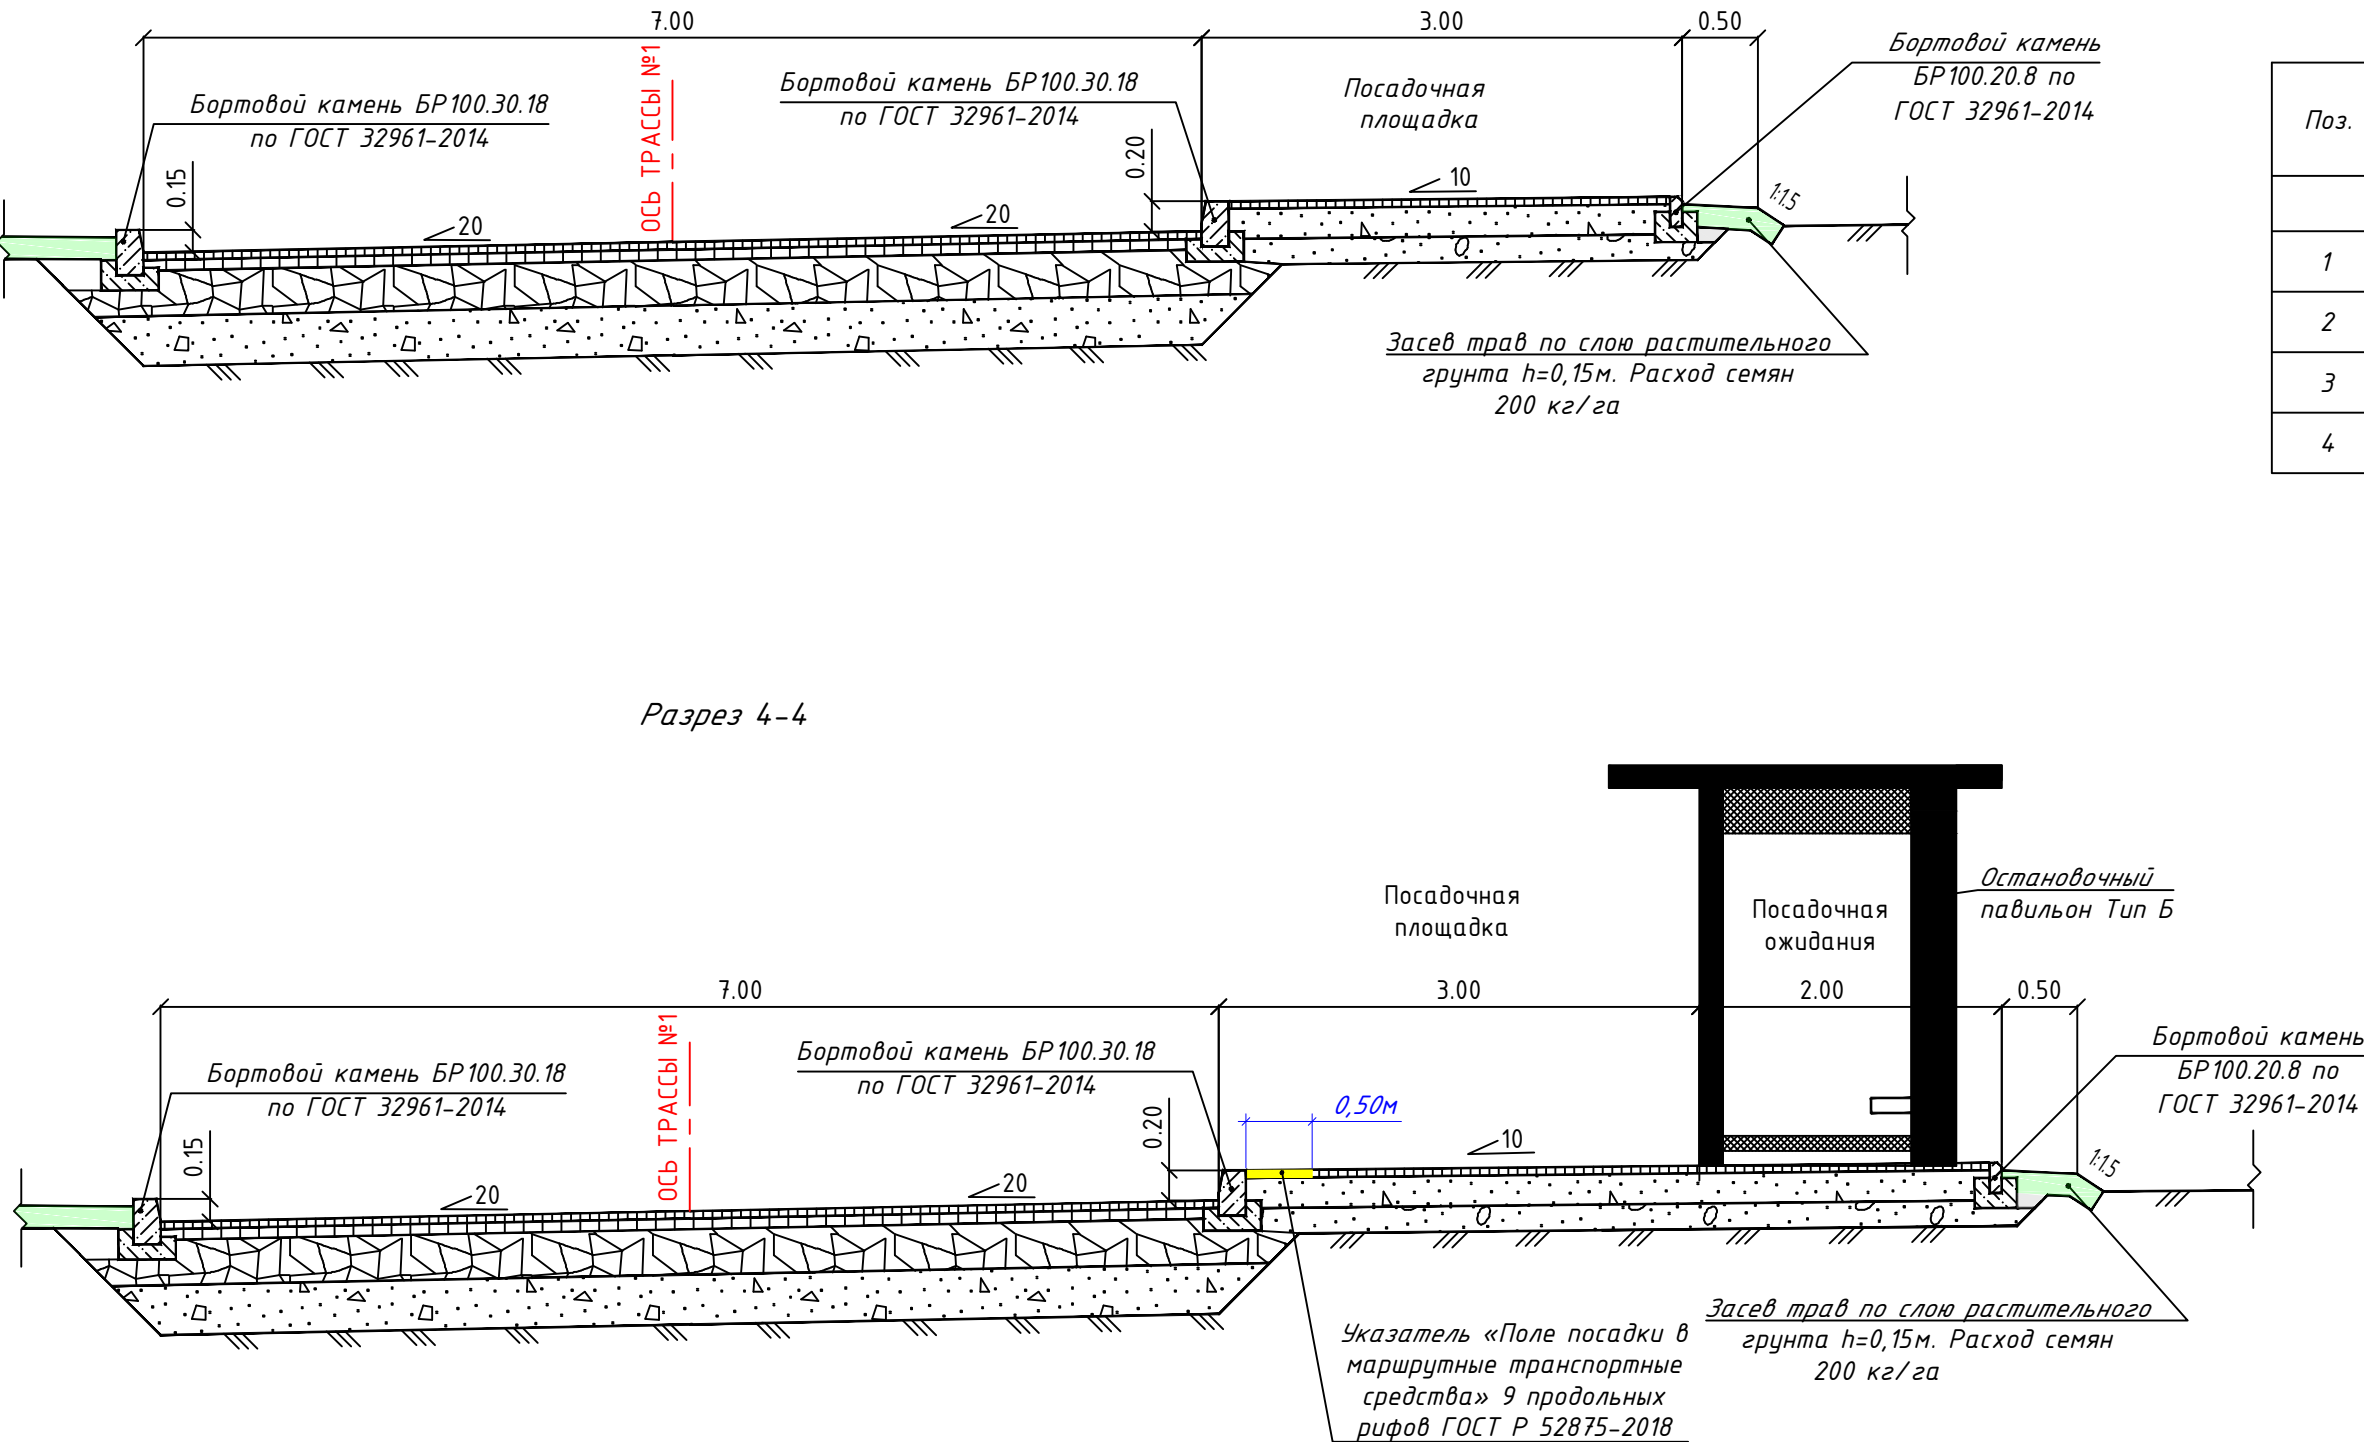 7.00
3.00
0.50
ОСЬ ТРАССЫ №1
Бортовой камень БР100.30.18
по ГОСТ 32961-2014
Бортовой камень БР100.30.18
по ГОСТ 32961-2014
Посадочная
площадка
Бортовой камень
БР100.20.8 по
ГОСТ 32961-2014
0.15
0.20
20
20
10
1:1.5
Засев трав по слою растительного
грунта h=0,15м. Расход семян
200 кг/га
Поз.
1
2
3
4
Разрез 4-4
Посадочная
площадка
Посадочная
ожидания
Остановочный
павильон Тип Б
7.00
3.00
2.00
0.50
ОСЬ ТРАССЫ №1
Бортовой камень БР100.30.18
по ГОСТ 32961-2014
Бортовой камень БР100.30.18
по ГОСТ 32961-2014
Бортовой камень
БР100.20.8 по
ГОСТ 32961-2014
0.15
0.20
0,50м
20
20
10
1:1.5
Указатель «Поле посадки в
маршрутные транспортные
средства» 9 продольных
рифов ГОСТ Р 52875-2018
Засев трав по слою растительного
грунта h=0,15м. Расход семян
200 кг/га